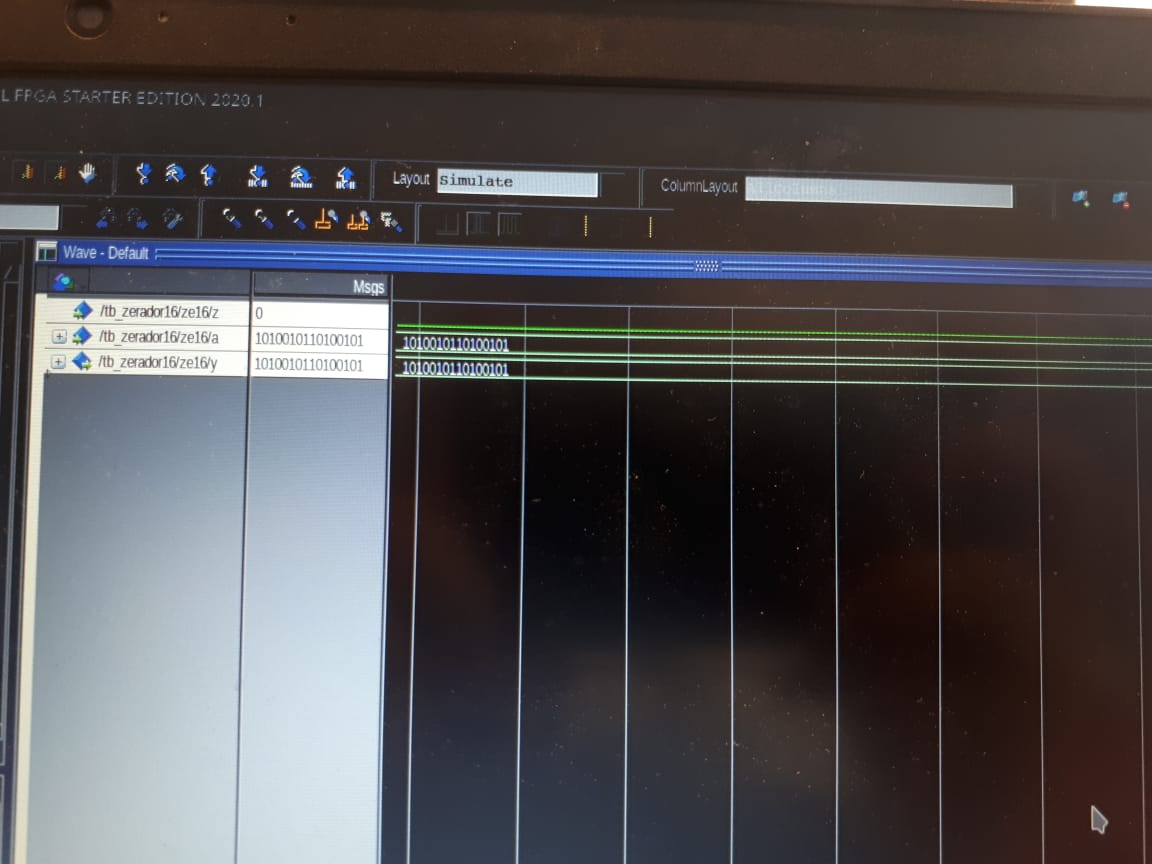 L FPGA STARTER EDITION 2020.1
Layout Simulate
ColumnLayout AllColumns
Wave - Default
Msgs
/tb_zerador16/ze16/z 0
/tb_zerador16/ze16/a 1010010110100101 1010010110100101
/tb_zerador16/ze16/y 1010010110100101 1010010110100101